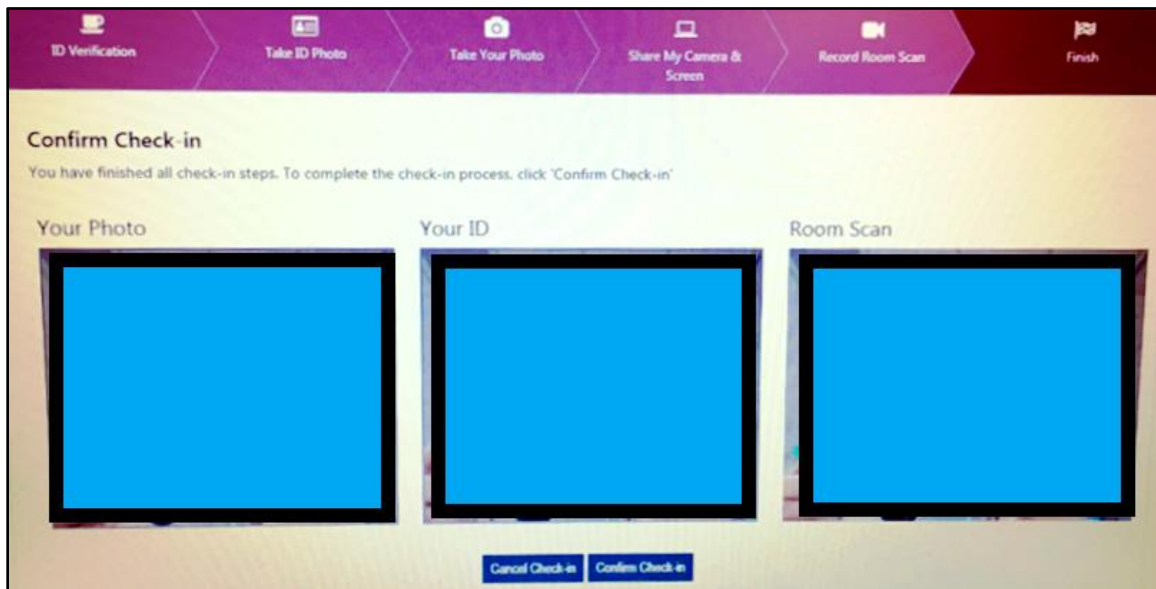 ID Verification
Take ID Photo
Take Your Photo
Share My Camera &
Screen
Record Room Scan
Finish
Confirm Check-in
You have finished all check-in steps. To complete the check-in process, click 'Confirm Check-in'
Your Photo
Your ID
Room Scan
Cancel Check-in
Confirm Check-in